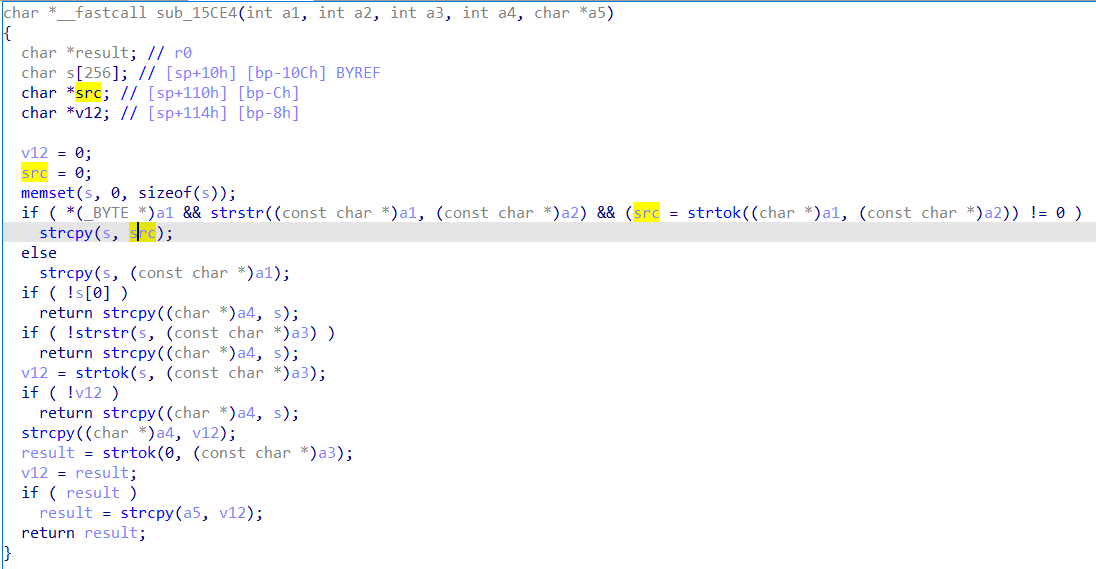 char *__fastcall sub_15CE4(int a1, int a2, int a3, int a4, char *a5)
{
  char *result; // r0
  char s[256]; // [sp+10h] [bp-10Ch] BYREF
  char *src; // [sp+110h] [bp-Ch]
  char *v12; // [sp+114h] [bp-8h]

  v12 = 0;
  src = 0;
  memset(s, 0, sizeof(s));
  if ( *(_BYTE *)a1 && strstr((const char *)a1, (const char *)a2) && (src = strtok((char *)a1, (const char *)a2)) != 0 )
    strcpy(s, src);
  else
    strcpy(s, (const char *)a1);
  if ( !s[0] )
    return strcpy((char *)a4, s);
  if ( !strstr(s, (const char *)a3) )
    return strcpy((char *)a4, s);
  v12 = strtok(s, (const char *)a3);
  if ( !v12 )
    return strcpy((char *)a4, s);
  strcpy((char *)a4, v12);
  result = strtok(0, (const char *)a3);
  v12 = result;
  if ( result )
    result = strcpy(a5, v12);
  return result;
}